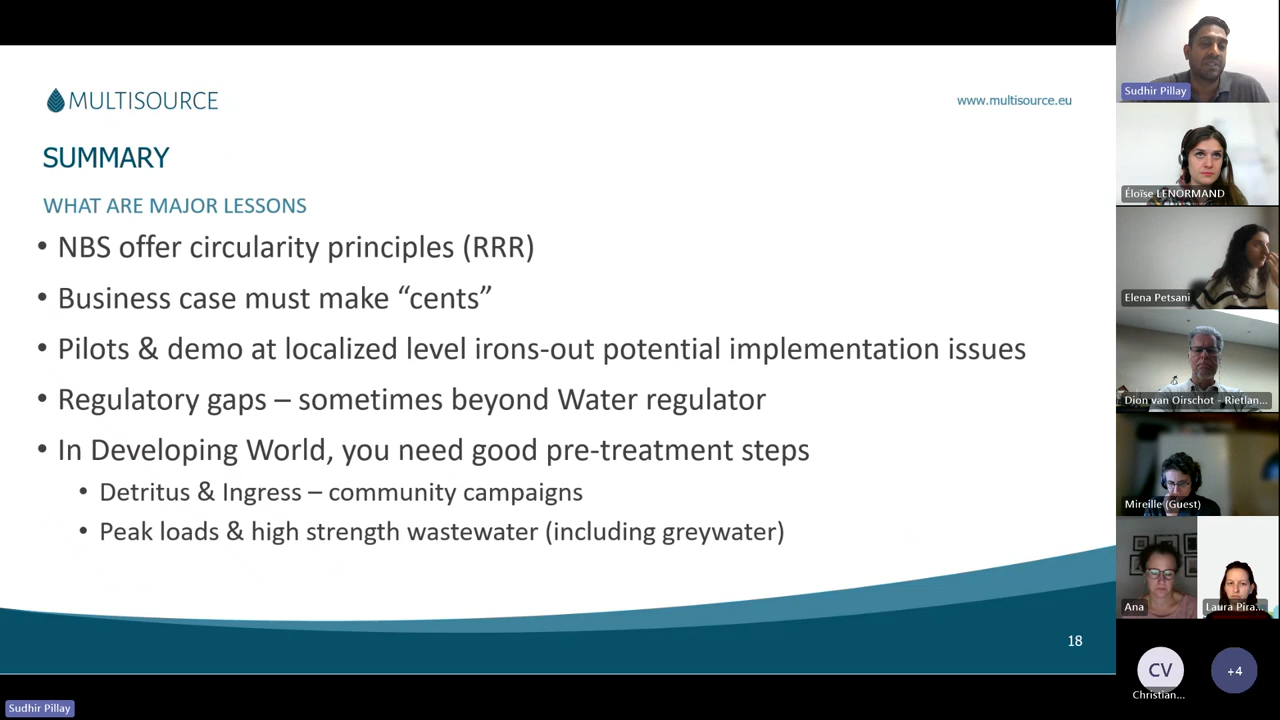 MULTISOURCE
www.multisource.eu
SUMMARY
WHAT ARE MAJOR LESSONS
• NBS offer circularity principles (RRR)
• Business case must make “cents”
• Pilots & demo at localized level irons-out potential implementation issues
• Regulatory gaps – sometimes beyond Water regulator
• In Developing World, you need good pre-treatment steps
• Detritus & Ingress – community campaigns
• Peak loads & high strength wastewater (including greywater)
18
Sudhir Pillay
Sudhir Pillay
Éloïse LENORMAND
Elena Petsani
Dion van Oirschot - Rietlan...
Mireille (Guest)
Ana
Laura Pira...
CV
Christian...
+4